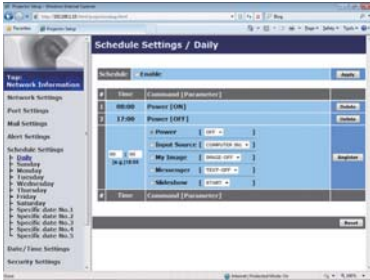 Projector Setup - Windows Internet Explorer
Schedule Settings / Daily
Top:
Network Information
Network Settings
Port Settings
Mail Settings
Alert Settings
Schedule Settings
Daily
Sunday
Monday
Tuesday
Wednesday
Thursday
Friday
Saturday
Specific date No.1
Specific date No.2
Specific date No.3
Specific date No.4
Specific date No.5
Date/Time Settings
Security Settings
Schedule Enable Apply
# Time Command [Parameter]
1 08:00 Power [ON] Delete
2 17:00 Power [OFF] Delete
Power [ OFF ]
Input Source [ COMPUTER IN1 ]
My Image [ IMAGE-OFF ]
Messenger [ TEXT-OFF ]
Slideshow [ START ]
Register
# Time Command [Parameter]
Reset